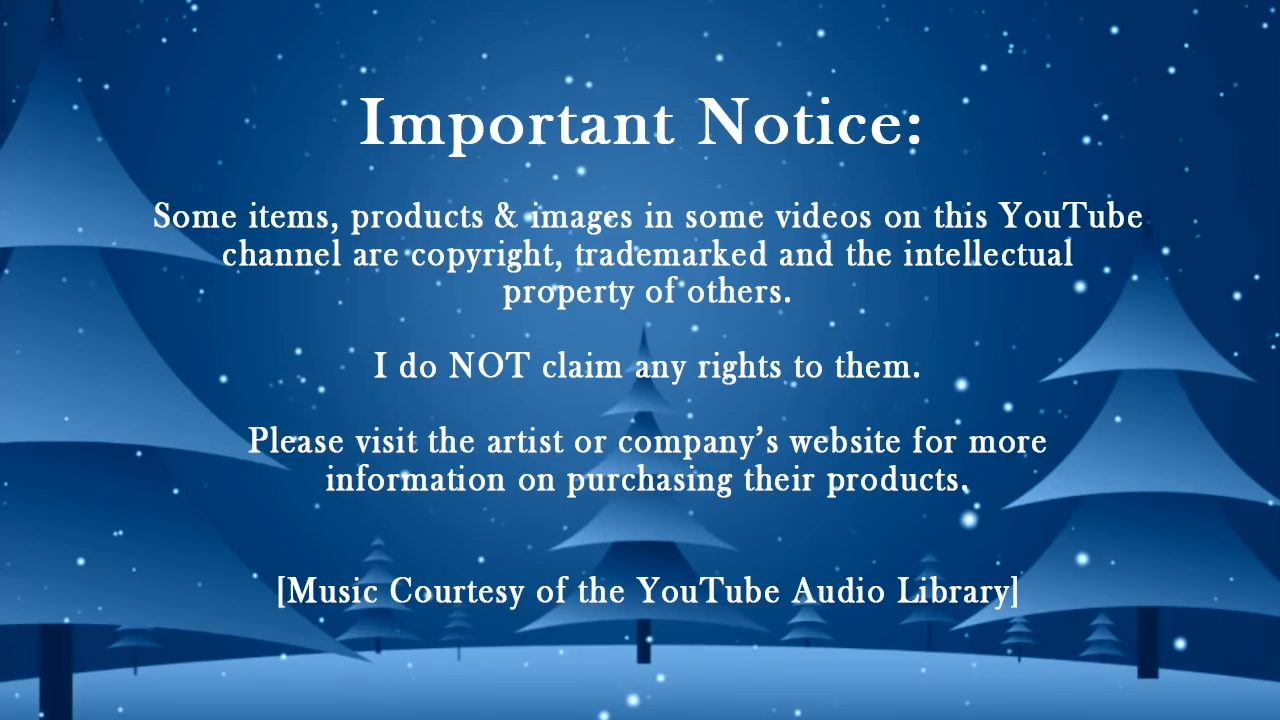 Important Notice:
Some items, products & images in some videos on this YouTube
channel are copyright, trademarked and the intellectual
property of others.
I do NOT claim any rights to them.
Please visit the artist or company's website for more
information on purchasing their products.
[Music Courtesy of the YouTube Audio Library]